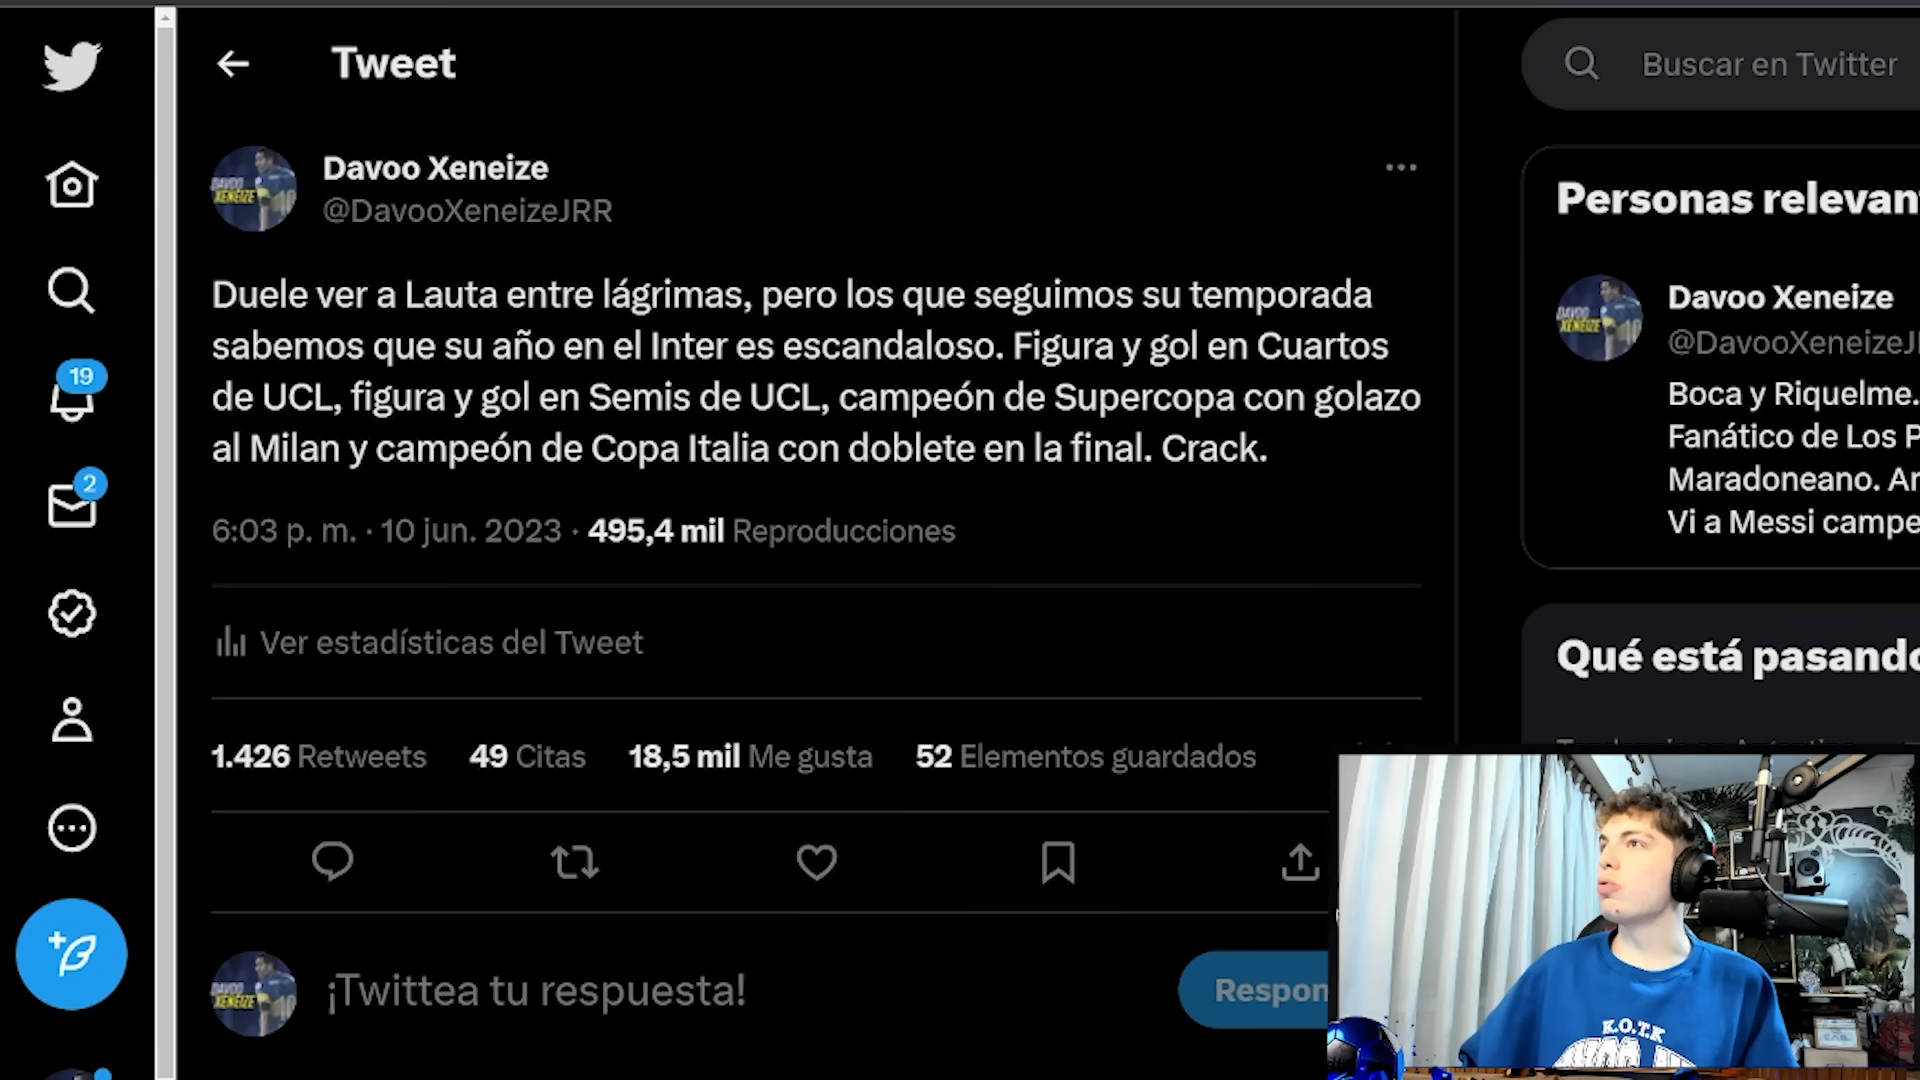 Tweet
Davoo Xeneize
@DavooXeneizeJRR
Duele ver a Lauta entre lágrimas, pero los que seguimos su temporada
sabemos que su año en el Inter es escandaloso. Figura y gol en Cuartos
de UCL, figura y gol en Semis de UCL, campeón de Supercopa con golazo
al Milan y campeón de Copa Italia con doblete en la final. Crack.
6:03 p. m. · 10 jun. 2023 · 495,4 mil Reproducciones
Ver estadísticas del Tweet
1.426 Retweets 49 Citas 18,5 mil Me gusta 52 Elementos guardados
¡Twittea tu respuesta!
Respon
19
2
Buscar en Twitter
Personas relevan
Davoo Xeneize
@DavooXeneizeJ
Boca y Riquelme.
Fanático de Los P
Maradoneano. Ar
Vi a Messi campe
Qué está pasando
DAVOO
XENEIZE
K.O.T.K